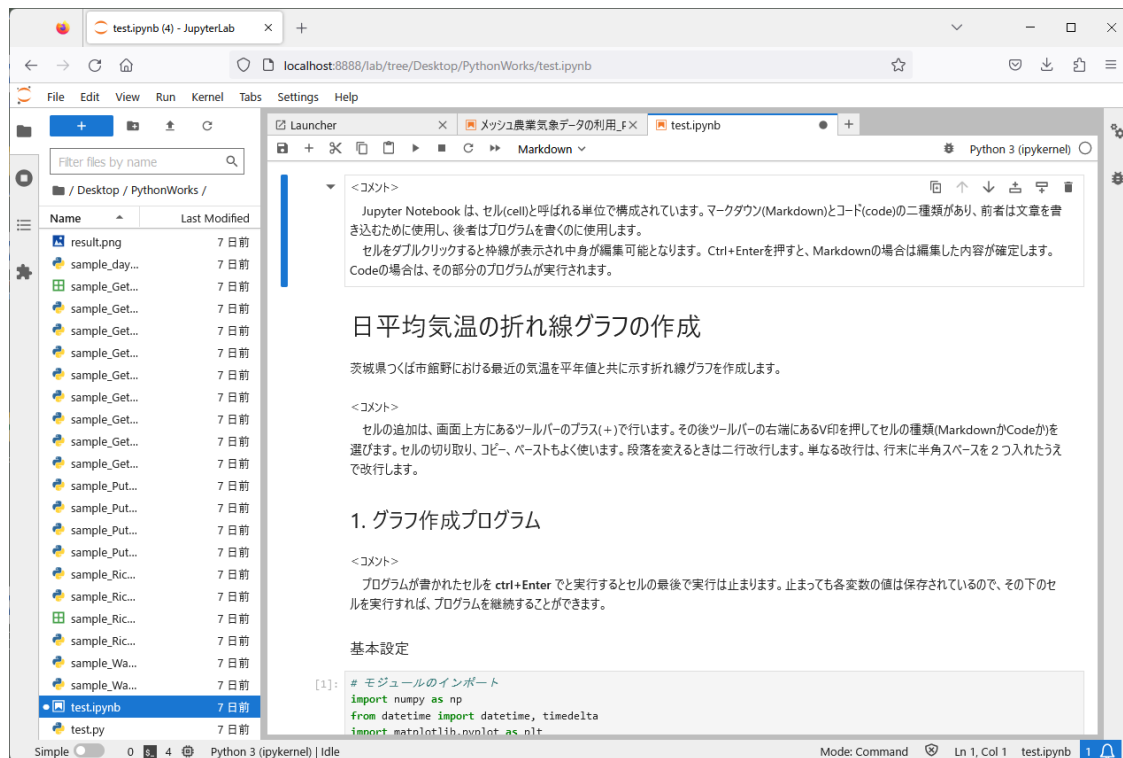 test.ipynb (4) - JupyterLab
localhost:8888/lab/tree/Desktop/PythonWorks/test.ipynb
File Edit View Run Kernel Tabs Settings Help
Filter files by name
/ Desktop / PythonWorks /
Name Last Modified
result.png 7 日前
sample_day... 7 日前
sample_Get... 7 日前
sample_Get... 7 日前
sample_Get... 7 日前
sample_Get... 7 日前
sample_Get... 7 日前
sample_Get... 7 日前
sample_Get... 7 日前
sample_Get... 7 日前
sample_Get... 7 日前
sample_Put... 7 日前
sample_Put... 7 日前
sample_Put... 7 日前
sample_Put... 7 日前
sample_Ric... 7 日前
sample_Ric... 7 日前
sample_Ric... 7 日前
sample_Ric... 7 日前
sample_Wa... 7 日前
sample_Wa... 7 日前
test.ipynb 7 日前
test.py 7 日前
Launcher メッシュ農業気象データの利用_F test.ipynb
Markdown Python 3 (ipykernel)
<コメント>
Jupyter Notebook は、セル(cell)と呼ばれる単位で構成されています。マークダウン(Markdown)とコード(code)の二種類があり、前者は文章を書
き込むために使用し、後者はプログラムを書くのに使用します。
セルをダブルクリックすると枠線が表示され中身が編集可能となります。Ctrl+Enterを押すと、Markdownの場合は編集した内容が確定します。
Codeの場合は、その部分のプログラムが実行されます。
日平均気温の折れ線グラフの作成
茨城県つくば市館野における最近の気温を平年値と共に示す折れ線グラフを作成します。
<コメント>
セルの追加は、画面上方にあるツールバーのプラス(+)で行います。その後ツールバーの右端にあるV印を押してセルの種類(MarkdownかCodeか)を
選びます。セルの切り取り、コピー、ペーストもよく使います。段落を変えるときは二行改行します。単なる改行は、行末に半角スペースを２つ入れたうえ
で改行します。
1. グラフ作成プログラム
<コメント>
プログラムが書かれたセルを ctrl+Enter でと実行するとセルの最後で実行は止まります。止まっても各変数の値は保存されているので、その下のセ
ルを実行すれば、プログラムを継続することができます。
基本設定
[1]: # モジュールのインポート
import numpy as np
from datetime import datetime, timedelta
import matplotlib.pyplot as plt
Simple 0 4 Python 3 (ipykernel) | Idle Mode: Command Ln 1, Col 1 test.ipynb 1